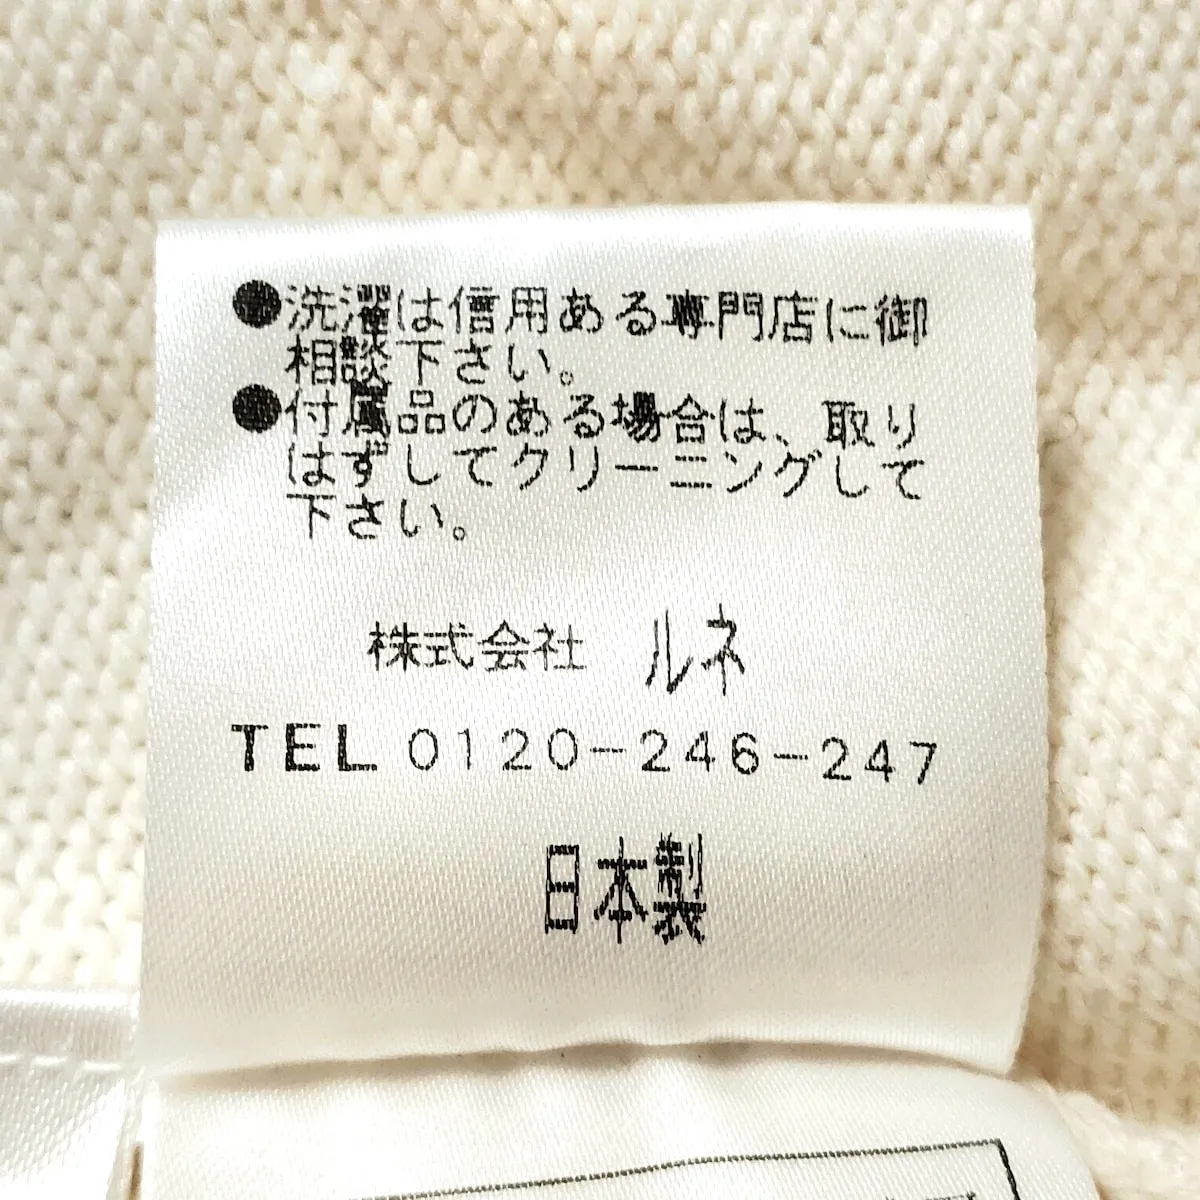 ●洗濯は信用ある専門店に御
相談下さい。
●付属品のある場合は、取り
はずしてクリーニングして
下さい。
株式会社 ルネ
TEL 0120-246-247
日本製